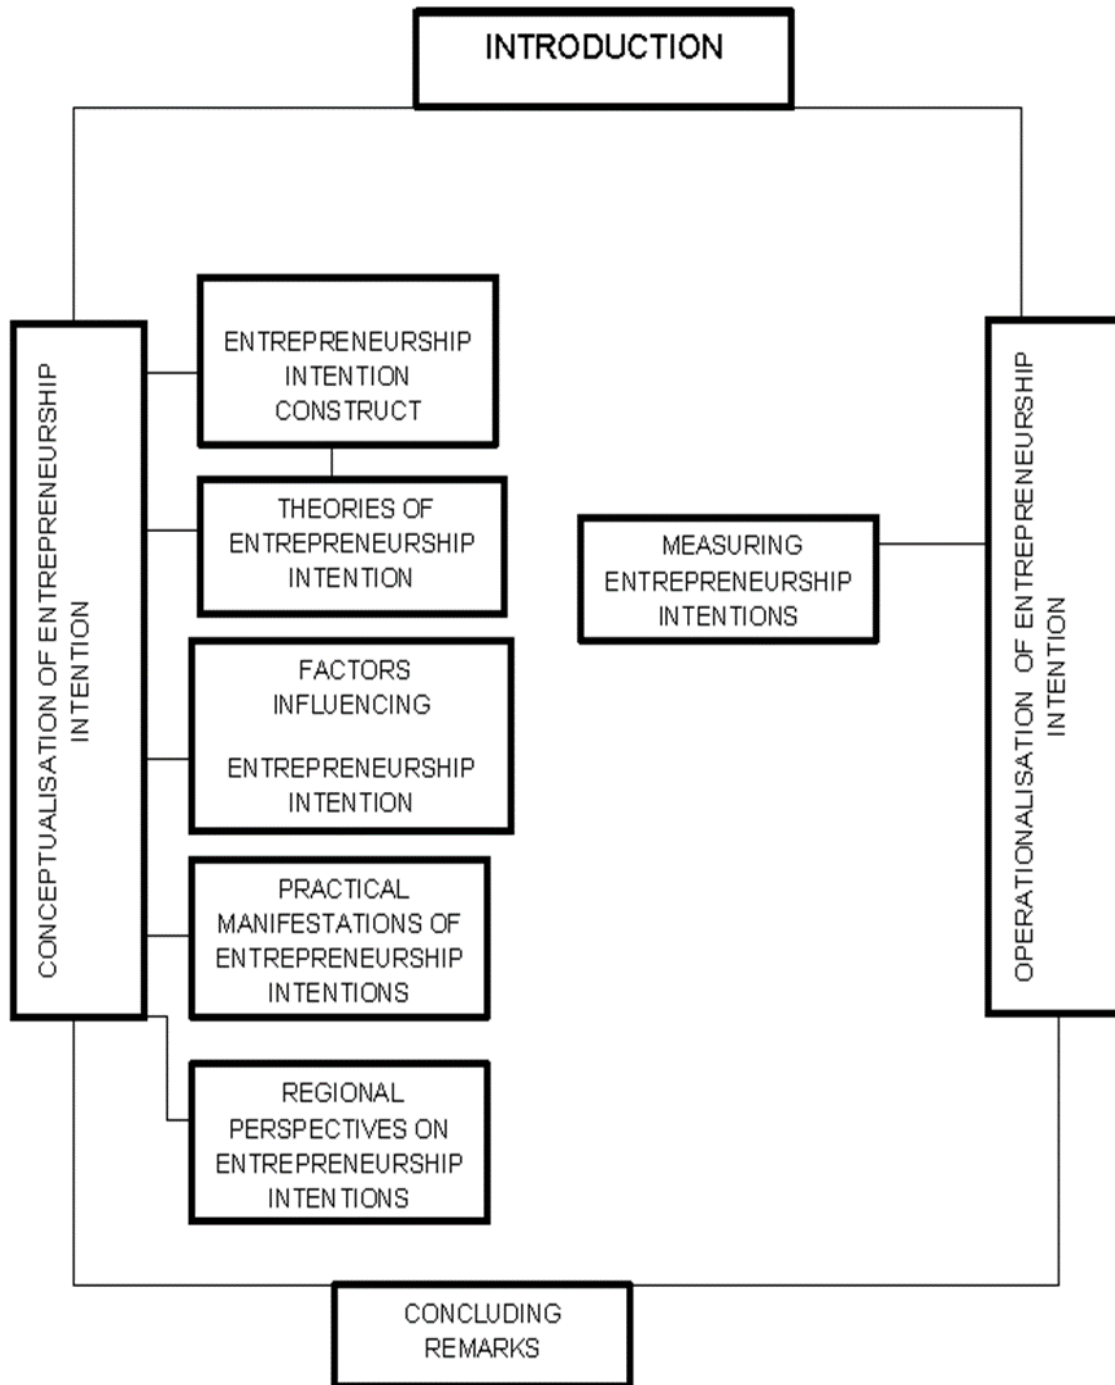 INTRODUCTION
CONCEPTUALISATION OF ENTREPRENEURSHIP
INTENTION
ENTREPRENEURSHIP
INTENTION
CONSTRUCT
THEORIES OF
ENTREPRENEURSHIP
INTENTION
FACTORS
INFLUENCING
ENTREPRENEURSHIP
INTENTION
PRACTICAL
MANIFESTATIONS OF
ENTREPRENEURSHIP
INTENTIONS
REGIONAL
PERSPECTIVES ON
ENTREPRENEURSHIP
INTENTIONS
MEASURING
ENTREPRENEURSHIP
INTENTIONS
OPERATIONALISATION OF ENTREPRENEURSHIP
INTENTION
CONCLUDING
REMARKS